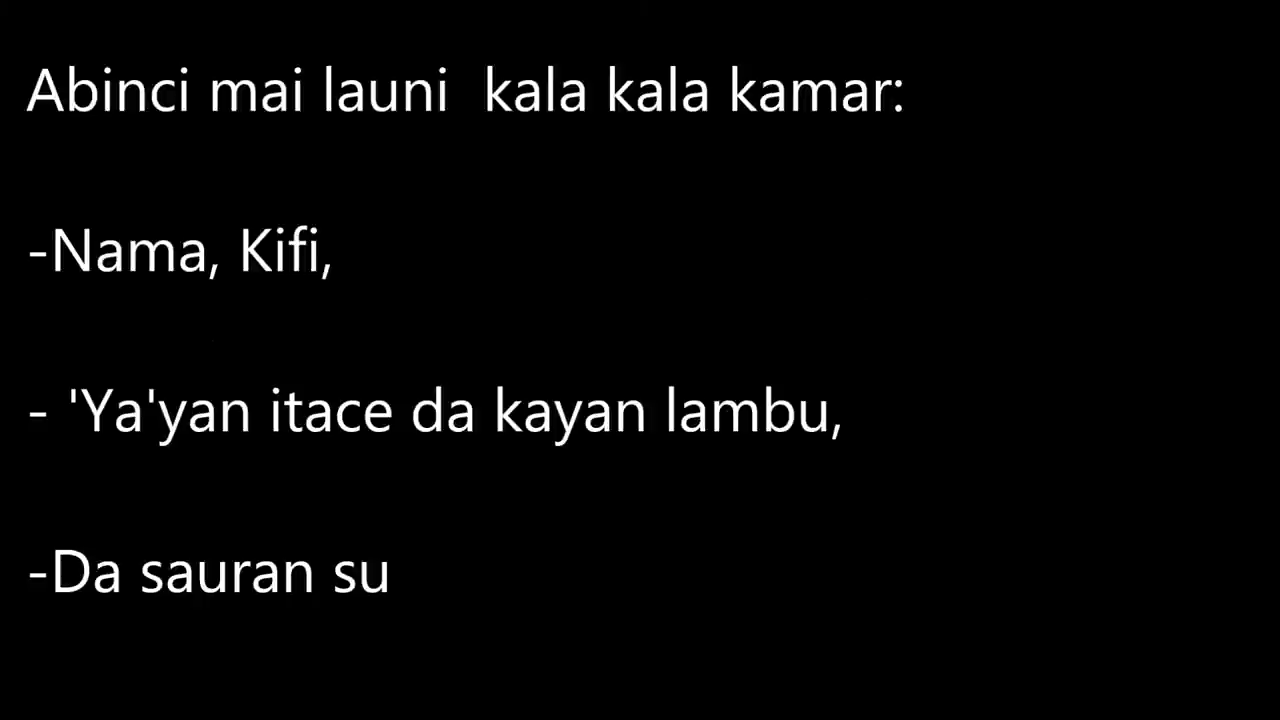 Abinci mai launi  kala kala kamar:
-Nama, Kifi,
- 'Ya'yan itace da kayan lambu,
-Da sauran su